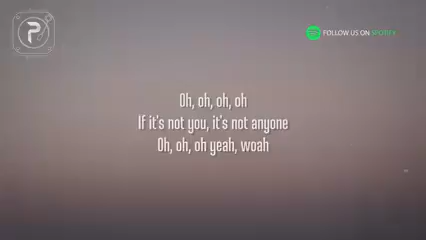 FOLLOW US ON SPOTIFY
Oh, oh, oh, oh
If it's not you, it's not anyone
Oh, oh, oh yeah, woah